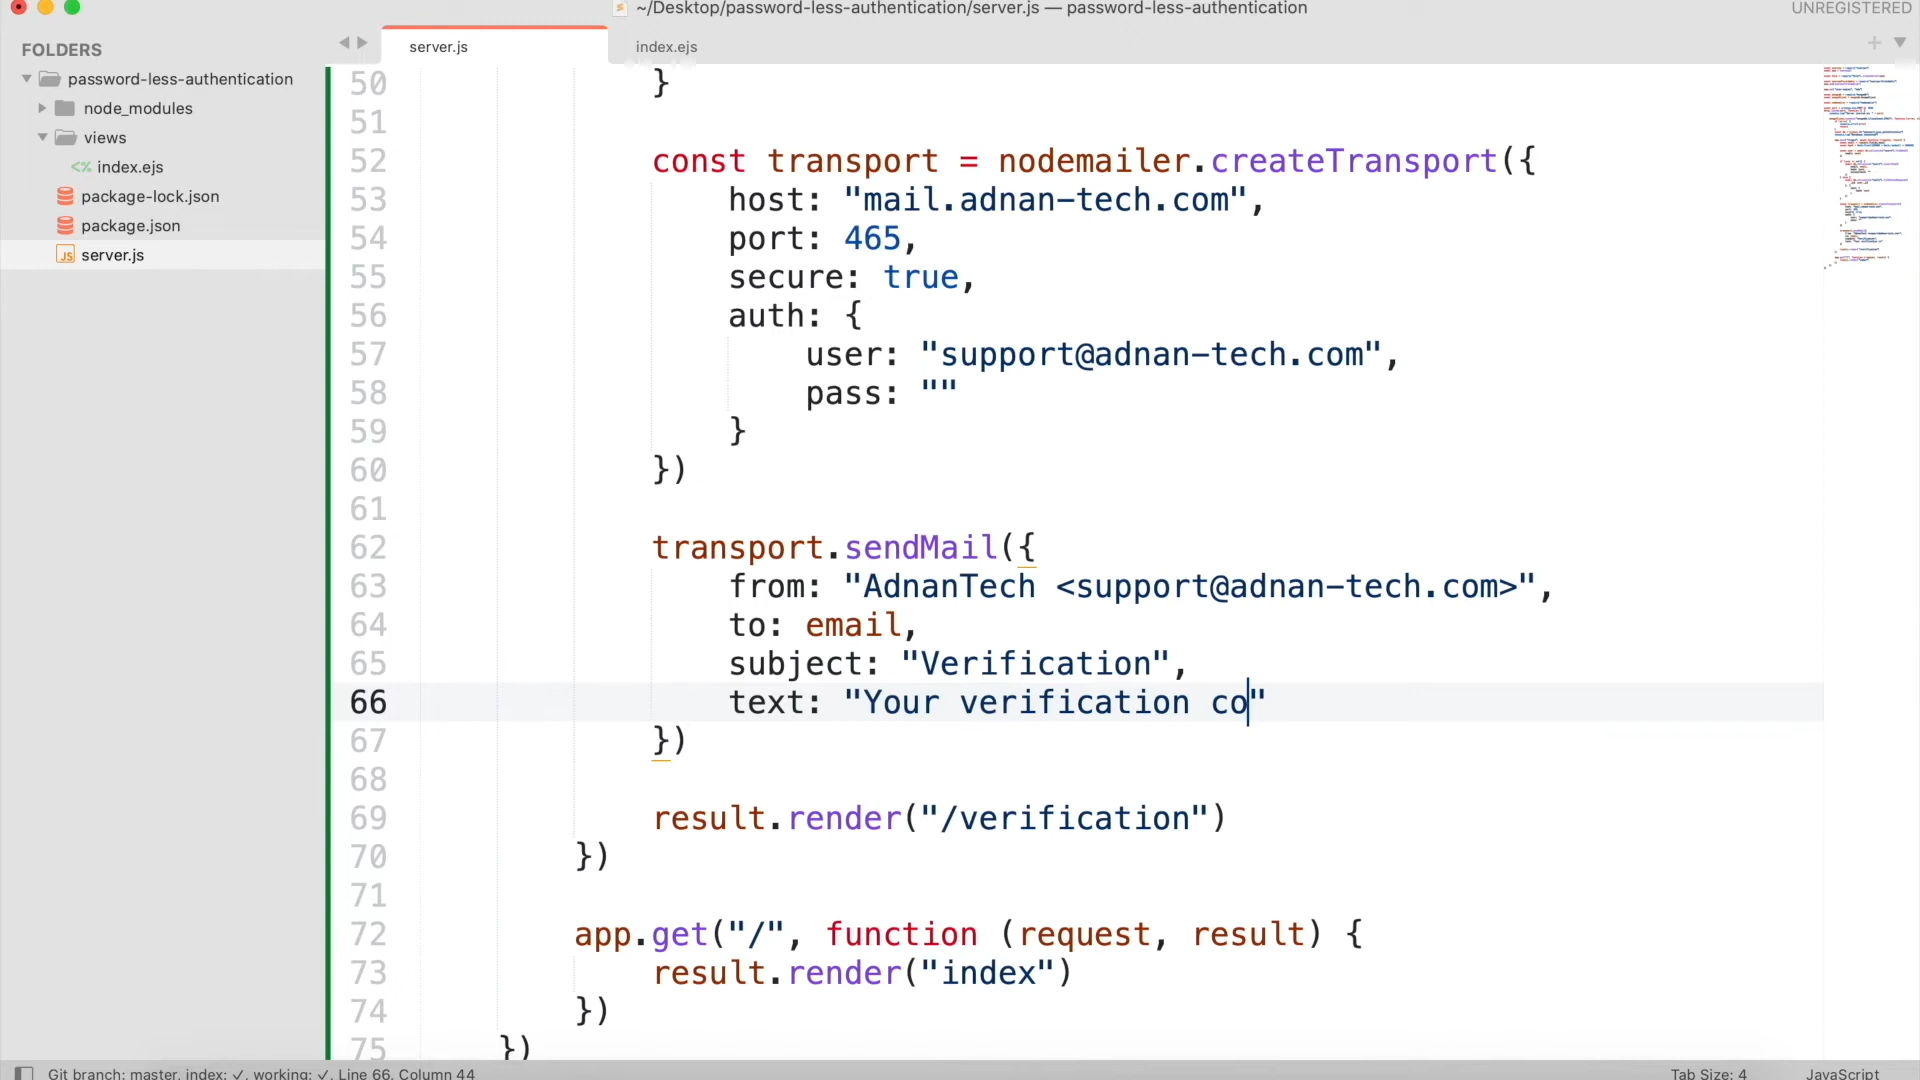 ~/Desktop/password-less-authentication/server.js — password-less-authentication
UNREGISTERED
FOLDERS
password-less-authentication
node_modules
views
<% index.ejs
package-lock.json
package.json
JS server.js
server.js
index.ejs
50 }
51
52 const transport = nodemailer.createTransport({
53 host: "mail.adnan-tech.com",
54 port: 465,
55 secure: true,
56 auth: {
57 user: "support@adnan-tech.com",
58 pass: ""
59 }
60 })
61
62 transport.sendMail({
63 from: "AdnanTech <support@adnan-tech.com>",
64 to: email,
65 subject: "Verification",
66 text: "Your verification co"
67 })
68
69 result.render("/verification")
70 })
71
72 app.get("/", function (request, result) {
73 result.render("index")
74 })
75 })
Git branch: master, index: ✓, working: ✓, Line 66, Column 44
Tab Size: 4
JavaScript